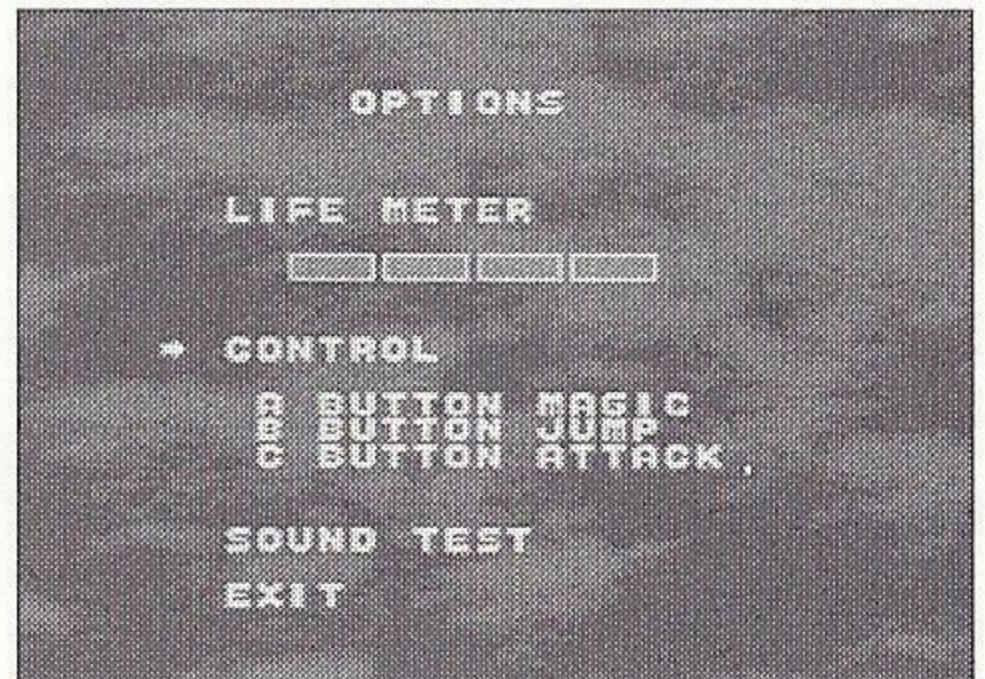 OPTIONS
LIFE METER
CONTROL
A BUTTON MAGIC
B BUTTON JUMP
C BUTTON ATTACK
SOUND TEST
EXIT